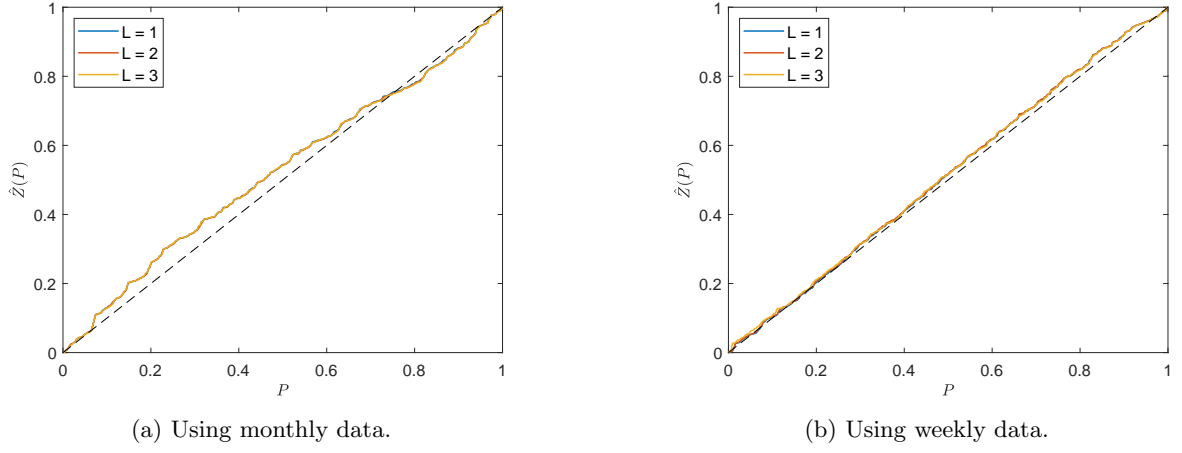 L = 1
L = 2
L = 3
1
0.8
0.6
0.4
0.2
0
Ẑ(P)
0 0.2 0.4 0.6 0.8 1
P
(a) Using monthly data.
L = 1
L = 2
L = 3
1
0.8
0.6
0.4
0.2
0
Ẑ(P)
0 0.2 0.4 0.6 0.8 1
P
(b) Using weekly data.